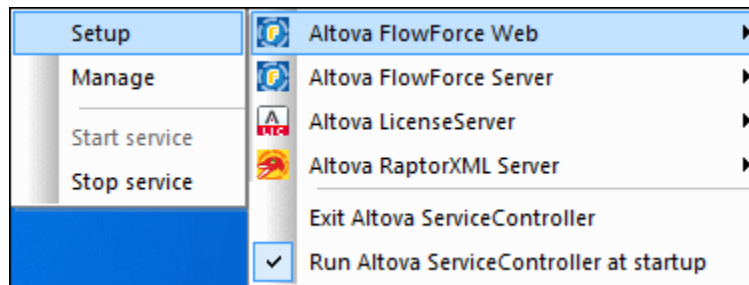 Setup
Manage
Start service
Stop service
Altova FlowForce Web
Altova FlowForce Server
A
LIC
Altova LicenseServer
Altova RaptorXML Server
Exit Altova ServiceController
Run Altova ServiceController at startup